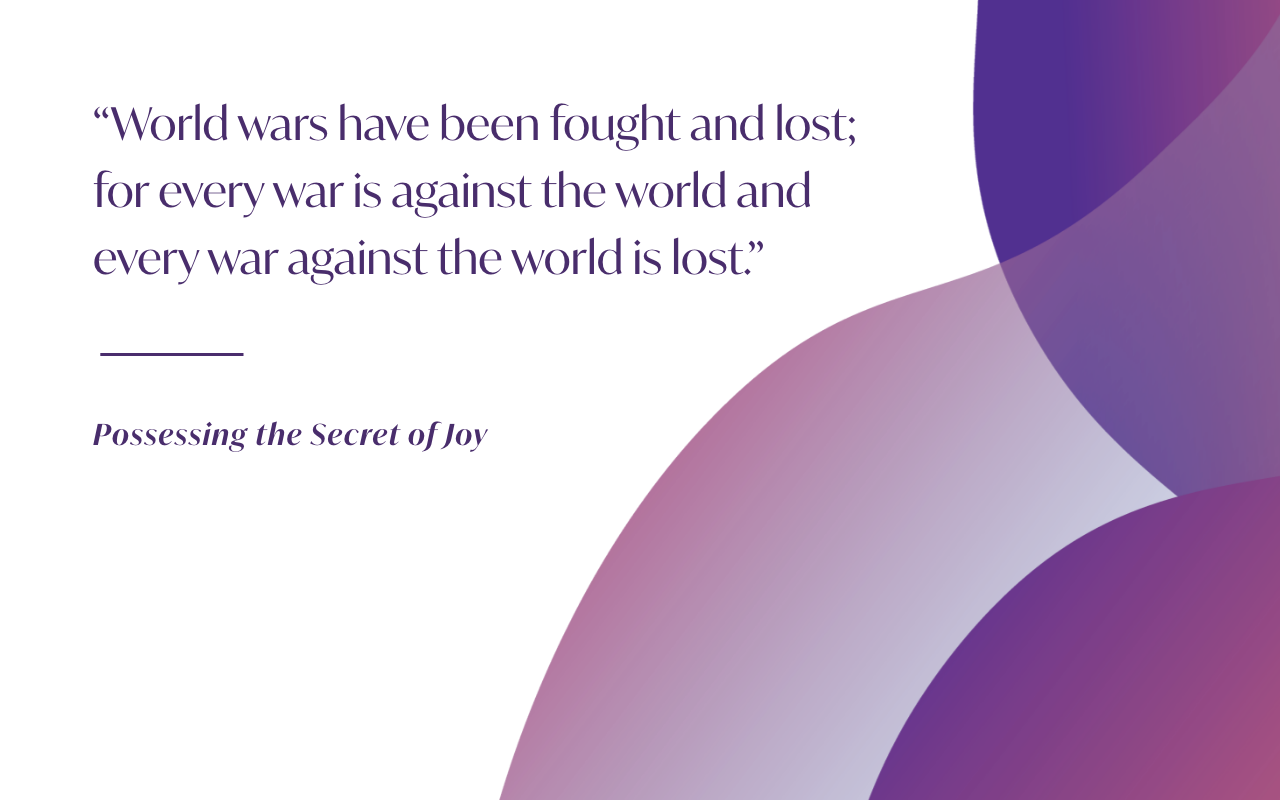 “World wars have been fought and lost;
for every war is against the world and
every war against the world is lost.”
Possessing the Secret of Joy